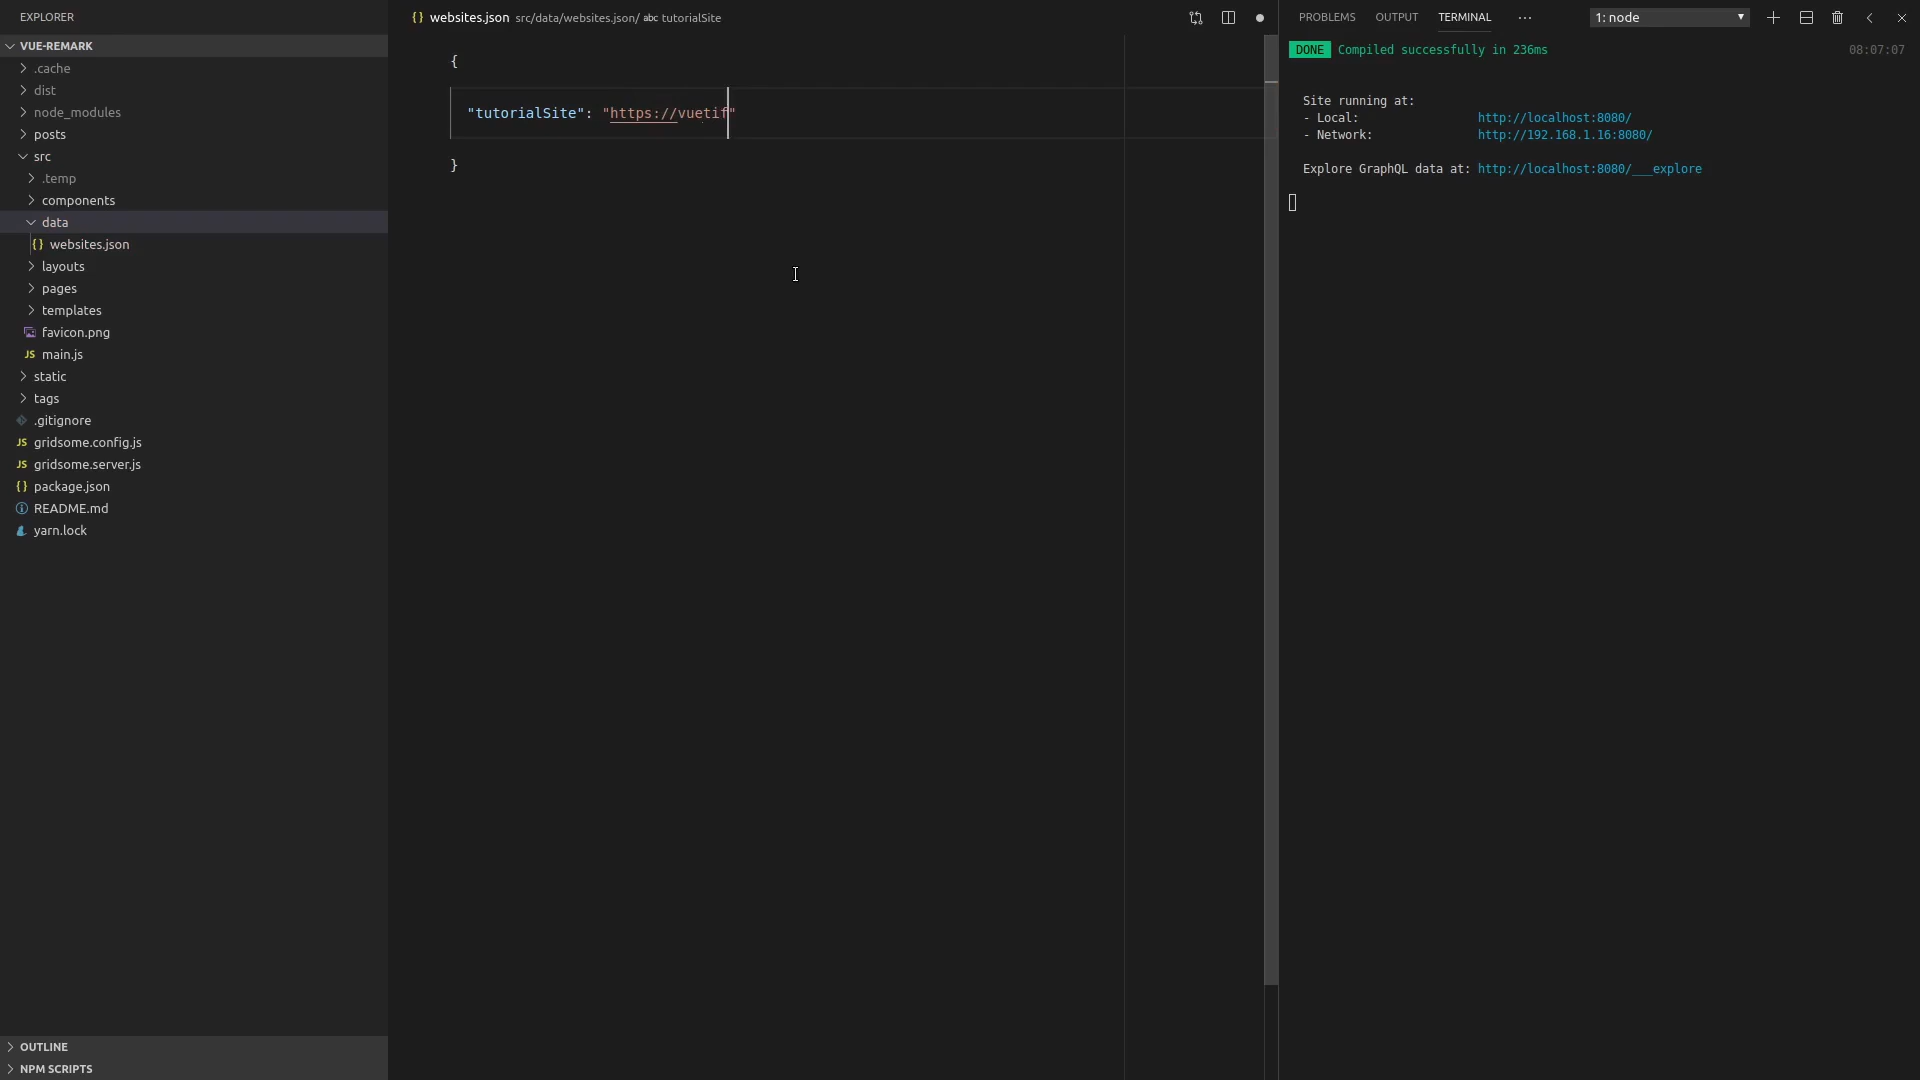 EXPLORER
VUE-REMARK
.cache
dist
node_modules
posts
src
.temp
components
data
{} websites.json
layouts
pages
templates
favicon.png
JS main.js
static
tags
.gitignore
JS gridsome.config.js
JS gridsome.server.js
{} package.json
README.md
yarn.lock
OUTLINE
NPM SCRIPTS
{} websites.json src/data/websites.json/ abc tutorialSite
{
"tutorialSite": "https://vuetif"
}
PROBLEMS OUTPUT TERMINAL ··· 1: node
DONE Compiled successfully in 236ms 08:07:07
Site running at:
- Local: http://localhost:8080/
- Network: http://192.168.1.16:8080/
Explore GraphQL data at: http://localhost:8080/___explore